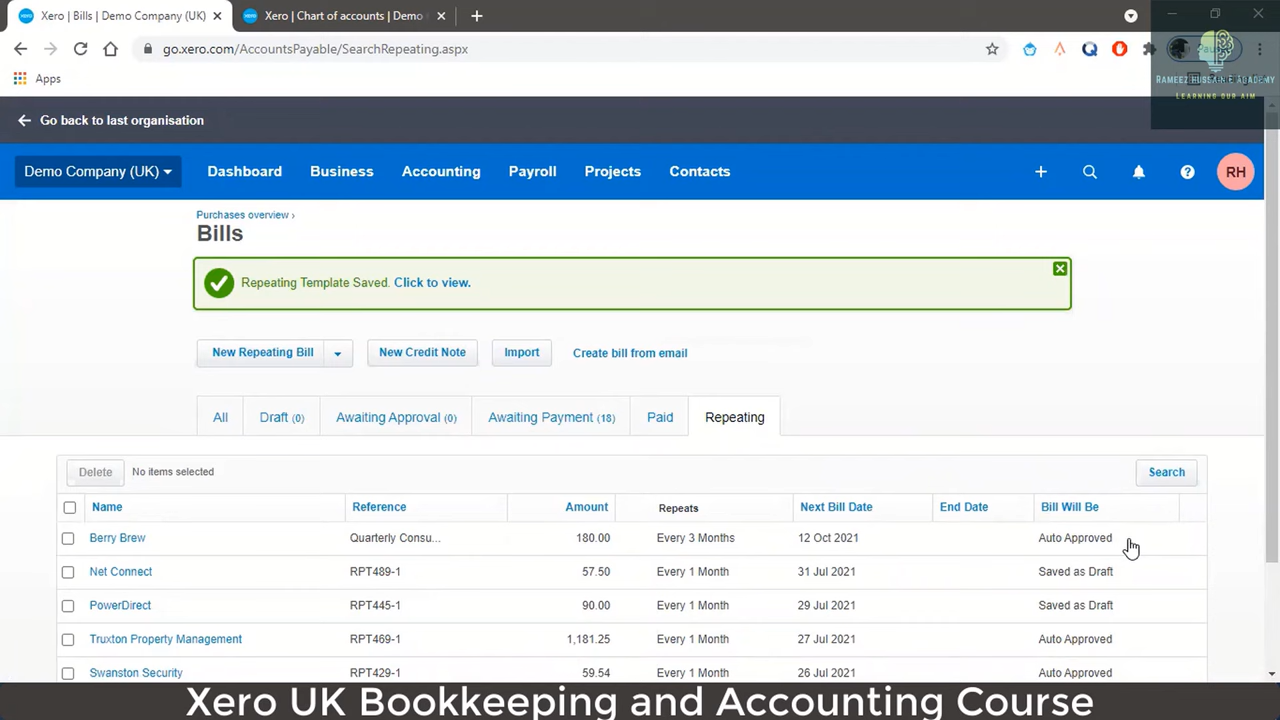 Xero | Bills | Demo Company (UK)
Xero | Chart of accounts | Demo
go.xero.com/AccountsPayable/SearchRepeating.aspx
Apps
RAMEEZ HUSSAIN E ACADEMY
LEARNING OUR AIM
Go back to last organisation
Demo Company (UK)
Dashboard
Business
Accounting
Payroll
Projects
Contacts
RH
Purchases overview ›
Bills
Repeating Template Saved. Click to view.
New Repeating Bill
New Credit Note
Import
Create bill from email
All
Draft (0)
Awaiting Approval (0)
Awaiting Payment (18)
Paid
Repeating
Delete
No items selected
Search
Name Reference Amount Repeats Next Bill Date End Date Bill Will Be
Berry Brew Quarterly Consu... 180.00 Every 3 Months 12 Oct 2021 Auto Approved
Net Connect RPT489-1 57.50 Every 1 Month 31 Jul 2021 Saved as Draft
PowerDirect RPT445-1 90.00 Every 1 Month 29 Jul 2021 Saved as Draft
Truxton Property Management RPT469-1 1,181.25 Every 1 Month 27 Jul 2021 Auto Approved
Swanston Security RPT429-1 59.54 Every 1 Month 26 Jul 2021 Auto Approved
Xero UK Bookkeeping and Accounting Course